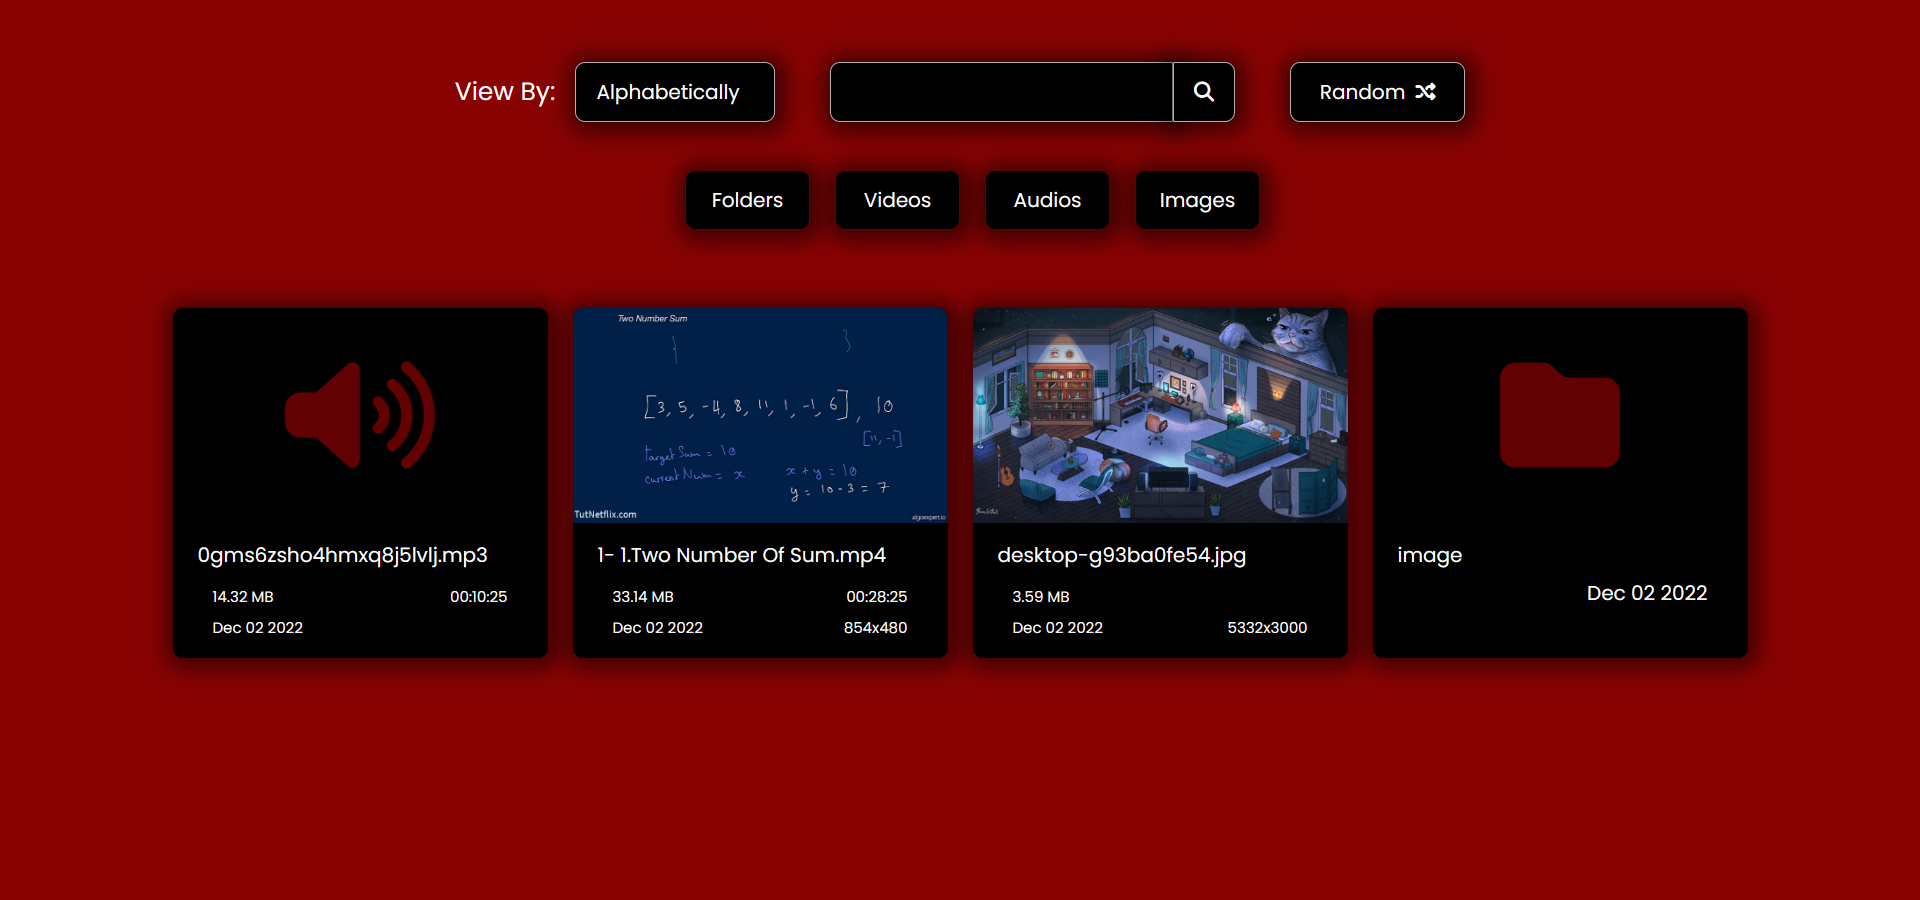 View By:
Alphabetically
Random
Folders
Videos
Audios
Images
Two Number Sum
{ }
[3, 5, -4, 8, 11, 1, -1, 6], 10
[11, -1]
target Sum = 10
current Num = x
x + y = 10
y = 10 - 3 = 7
TutNetflix.com
algoexpert.io
0gms6zsho4hmxq8j5lvlj.mp3
14.32 MB
00:10:25
Dec 02 2022
1- 1.Two Number Of Sum.mp4
33.14 MB
00:28:25
Dec 02 2022
854x480
desktop-g93ba0fe54.jpg
3.59 MB
Dec 02 2022
5332x3000
image
Dec 02 2022